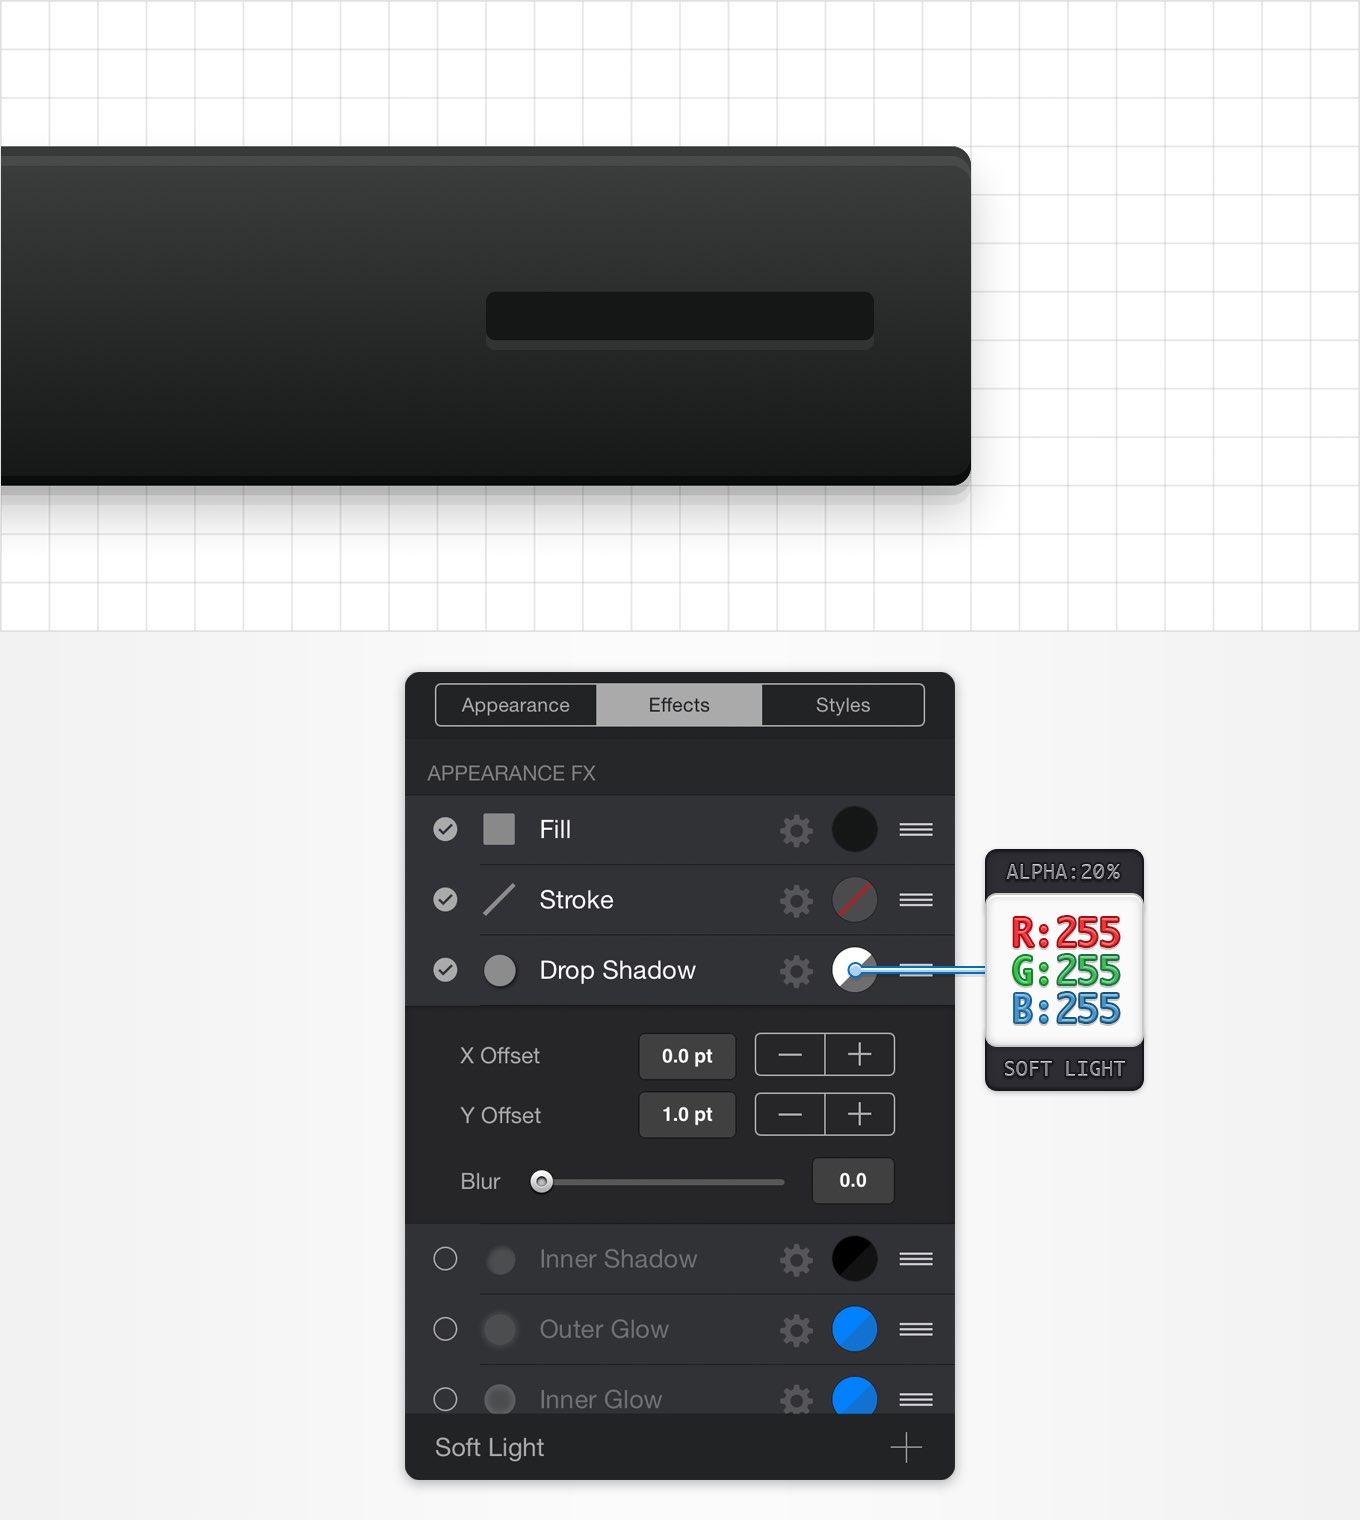 Appearance Effects Styles
APPEARANCE FX
Fill
Stroke
Drop Shadow
ALPHA:20%
R:255
G:255
B:255
SOFT LIGHT
X Offset 0.0 pt
Y Offset 1.0 pt
Blur 0.0
Inner Shadow
Outer Glow
Inner Glow
Soft Light